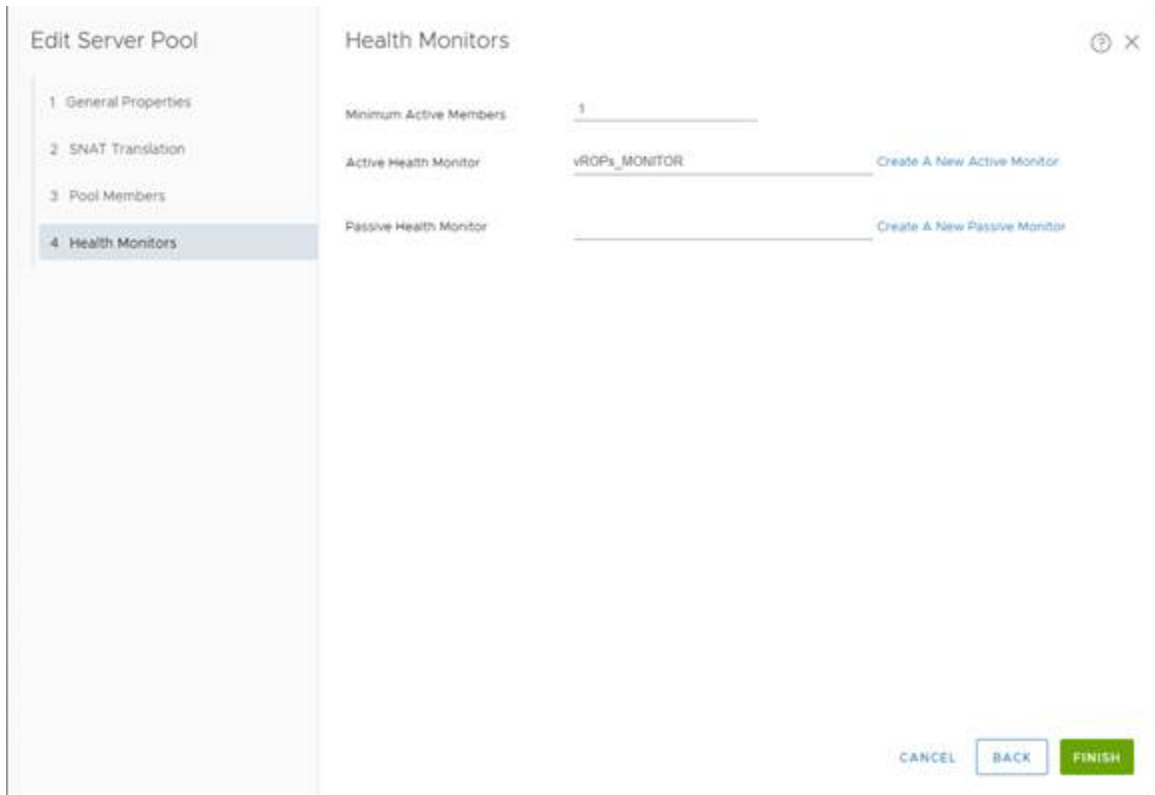 Edit Server Pool
1 General Properties
2 SNAT Translation
3 Pool Members
4 Health Monitors
Health Monitors
Minimum Active Members 1
Active Health Monitor vROPs_MONITOR Create A New Active Monitor
Passive Health Monitor Create A New Passive Monitor
CANCEL BACK FINISH